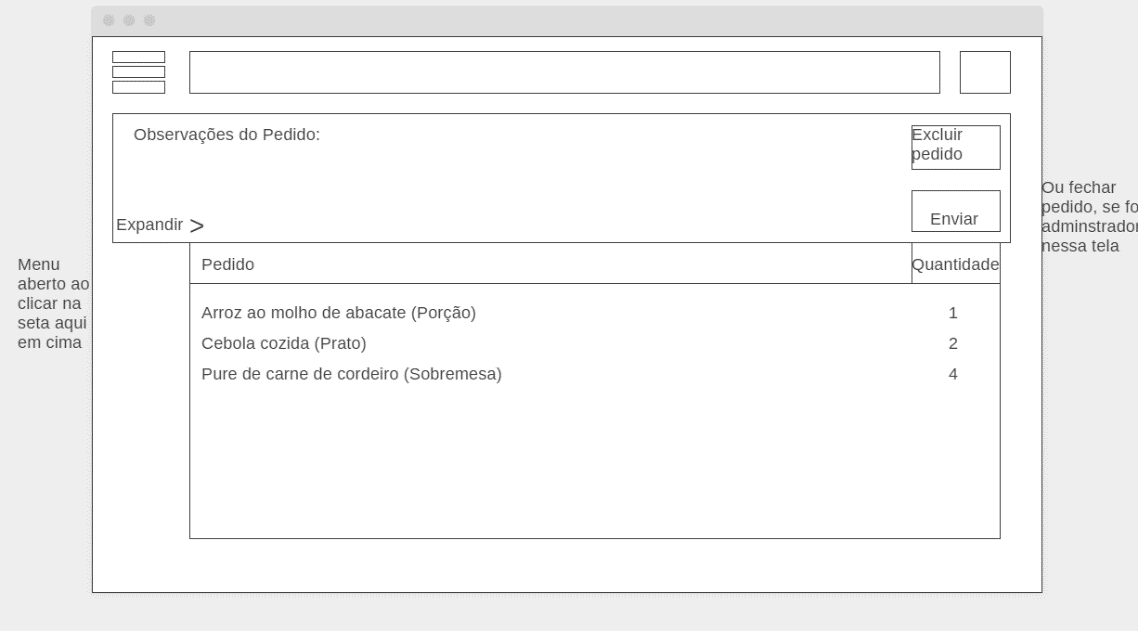 Observações do Pedido:
Excluir
pedido
Expandir >
Enviar
Ou fechar
pedido, se fo
adminstrador
nessa tela
Menu
aberto ao
clicar na
seta aqui
em cima
Pedido
Quantidade
Arroz ao molho de abacate (Porção) 1
Cebola cozida (Prato) 2
Pure de carne de cordeiro (Sobremesa) 4